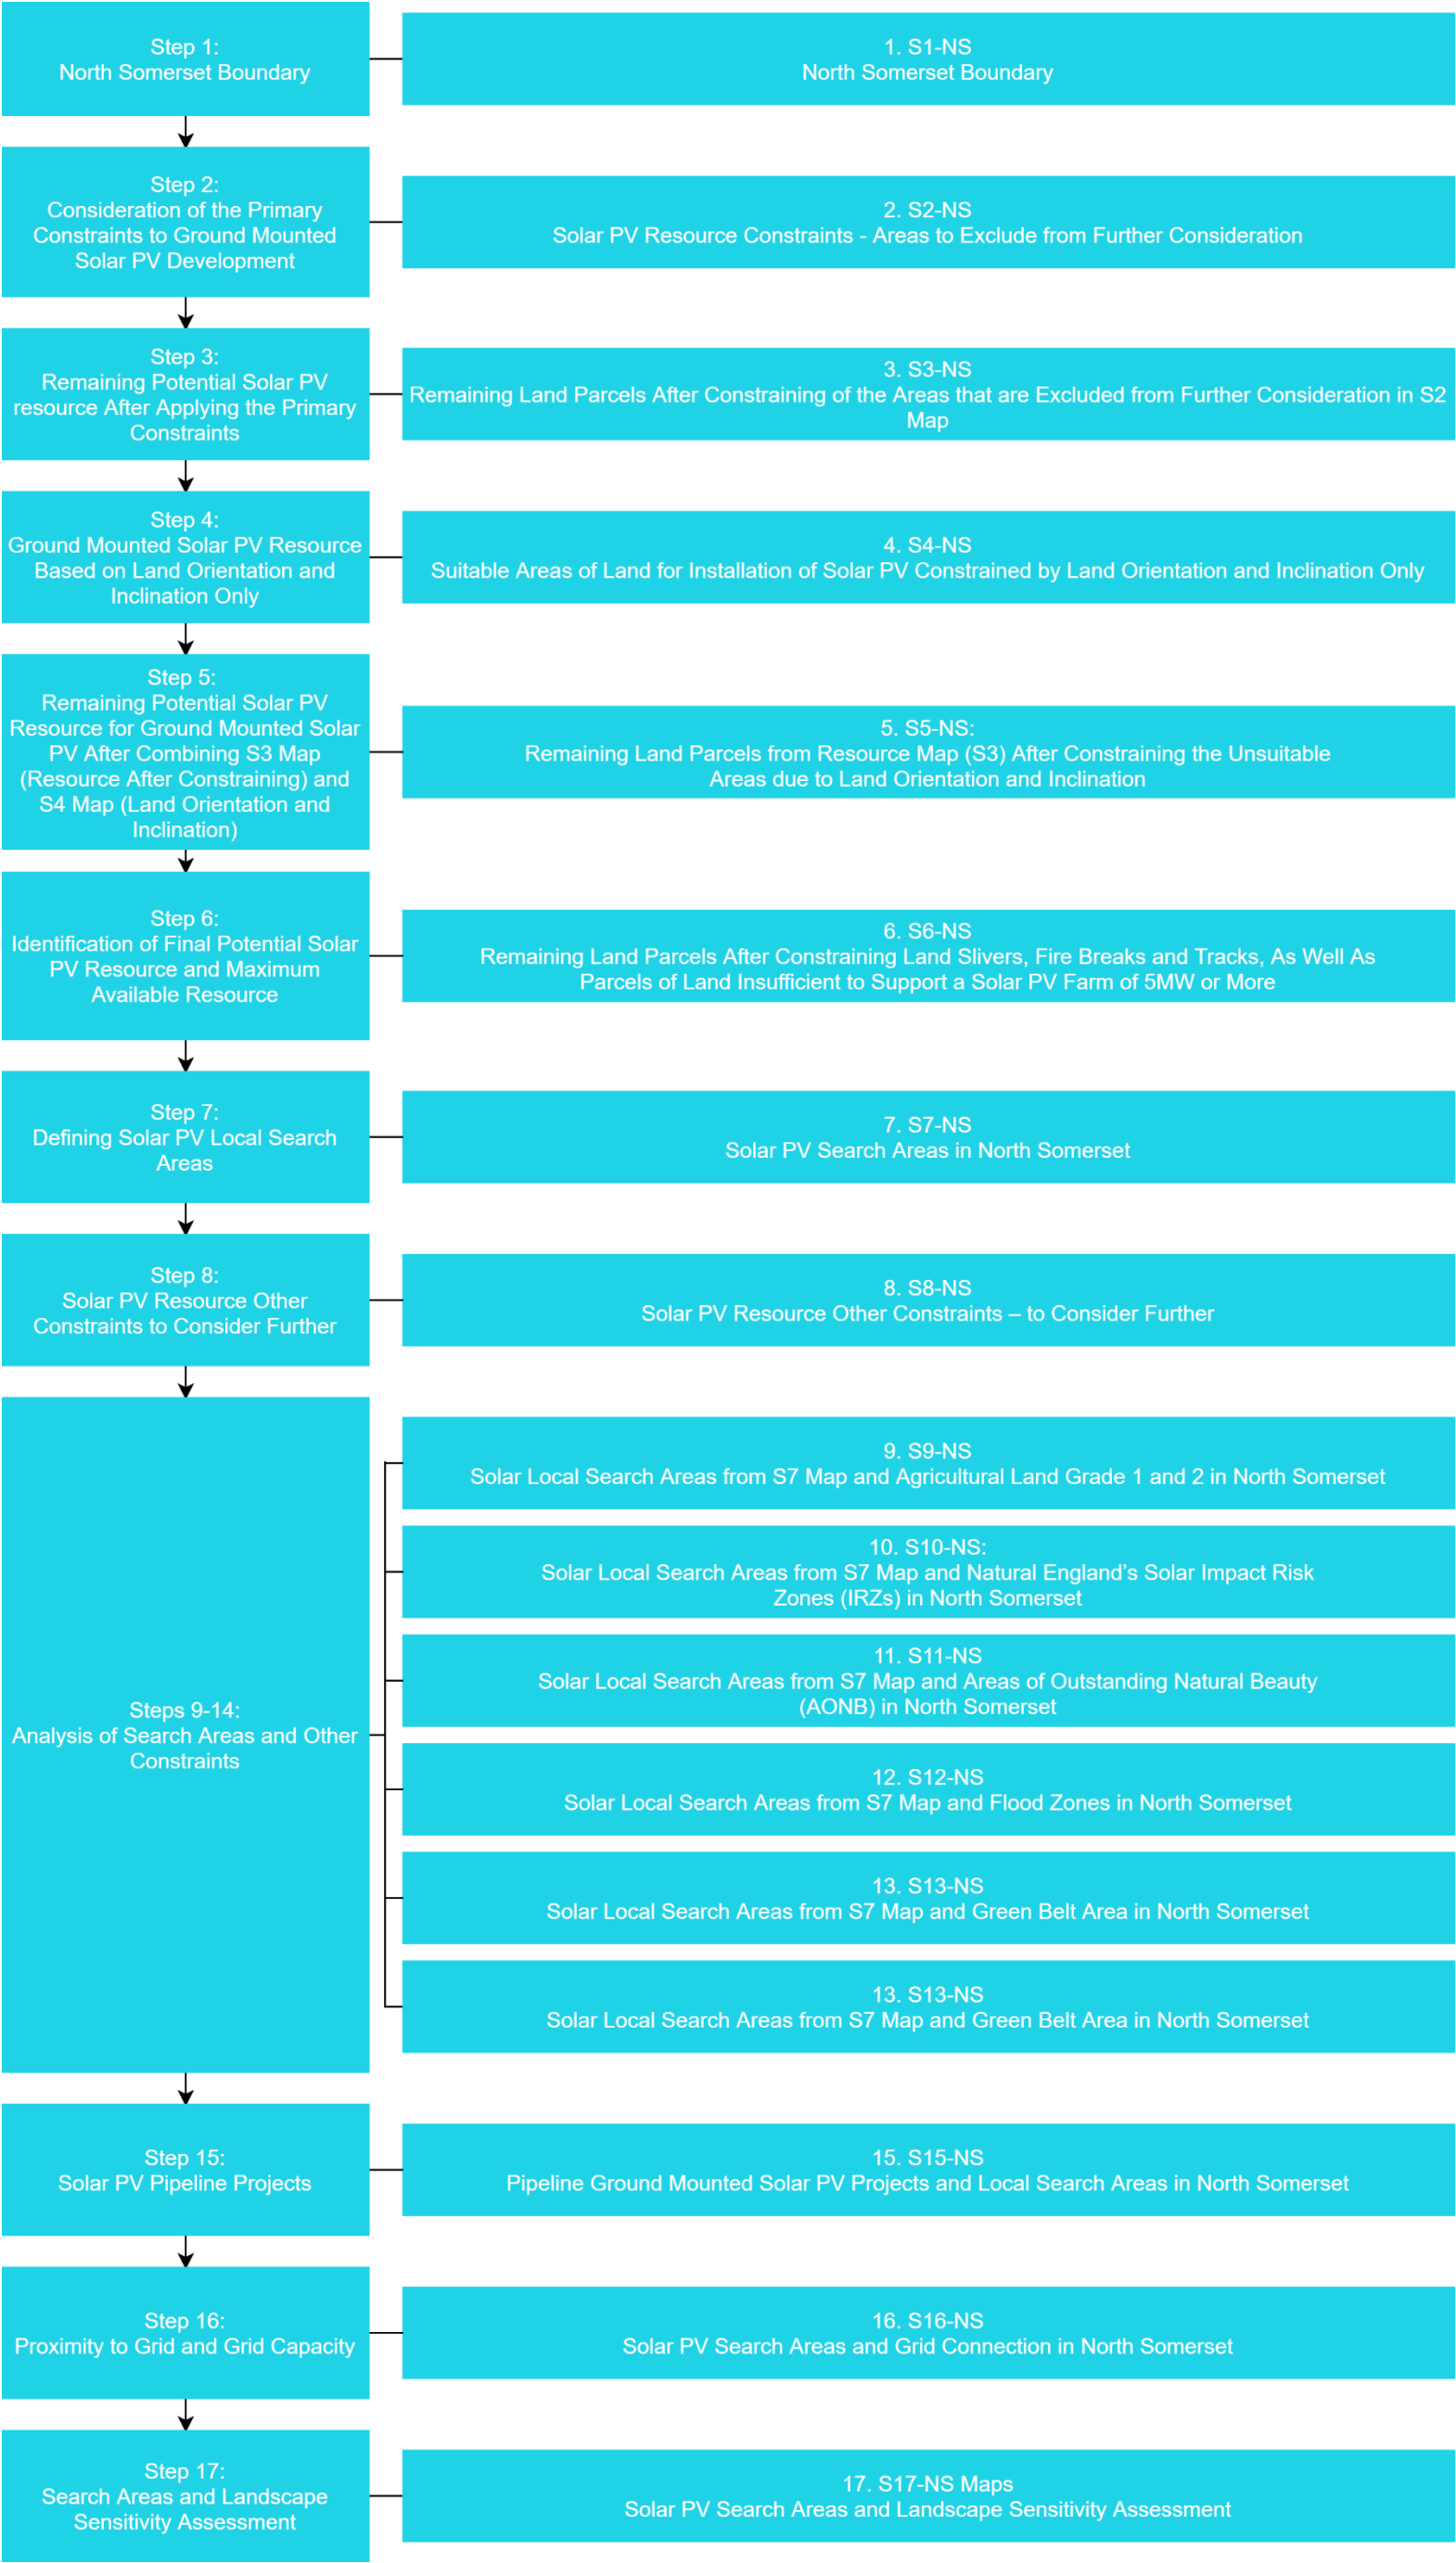 Step 1:
North Somerset Boundary
1. S1-NS
North Somerset Boundary
Step 2:
Consideration of the Primary
Constraints to Ground Mounted
Solar PV Development
2. S2-NS
Solar PV Resource Constraints - Areas to Exclude from Further Consideration
Step 3:
Remaining Potential Solar PV
resource After Applying the Primary
Constraints
3. S3-NS
Remaining Land Parcels After Constraining of the Areas that are Excluded from Further Consideration in S2
Map
Step 4:
Ground Mounted Solar PV Resource
Based on Land Orientation and
Inclination Only
4. S4-NS
Suitable Areas of Land for Installation of Solar PV Constrained by Land Orientation and Inclination Only
Step 5:
Remaining Potential Solar PV
Resource for Ground Mounted Solar
PV After Combining S3 Map
(Resource After Constraining) and
S4 Map (Land Orientation and
Inclination)
5. S5-NS:
Remaining Land Parcels from Resource Map (S3) After Constraining the Unsuitable
Areas due to Land Orientation and Inclination
Step 6:
Identification of Final Potential Solar
PV Resource and Maximum
Available Resource
6. S6-NS
Remaining Land Parcels After Constraining Land Slivers, Fire Breaks and Tracks, As Well As
Parcels of Land Insufficient to Support a Solar PV Farm of 5MW or More
Step 7:
Defining Solar PV Local Search
Areas
7. S7-NS
Solar PV Search Areas in North Somerset
Step 8:
Solar PV Resource Other
Constraints to Consider Further
8. S8-NS
Solar PV Resource Other Constraints – to Consider Further
Steps 9-14:
Analysis of Search Areas and Other
Constraints
9. S9-NS
Solar Local Search Areas from S7 Map and Agricultural Land Grade 1 and 2 in North Somerset
10. S10-NS:
Solar Local Search Areas from S7 Map and Natural England’s Solar Impact Risk
Zones (IRZs) in North Somerset
11. S11-NS
Solar Local Search Areas from S7 Map and Areas of Outstanding Natural Beauty
(AONB) in North Somerset
12. S12-NS
Solar Local Search Areas from S7 Map and Flood Zones in North Somerset
13. S13-NS
Solar Local Search Areas from S7 Map and Green Belt Area in North Somerset
13. S13-NS
Solar Local Search Areas from S7 Map and Green Belt Area in North Somerset
Step 15:
Solar PV Pipeline Projects
15. S15-NS
Pipeline Ground Mounted Solar PV Projects and Local Search Areas in North Somerset
Step 16:
Proximity to Grid and Grid Capacity
16. S16-NS
Solar PV Search Areas and Grid Connection in North Somerset
Step 17:
Search Areas and Landscape
Sensitivity Assessment
17. S17-NS Maps
Solar PV Search Areas and Landscape Sensitivity Assessment